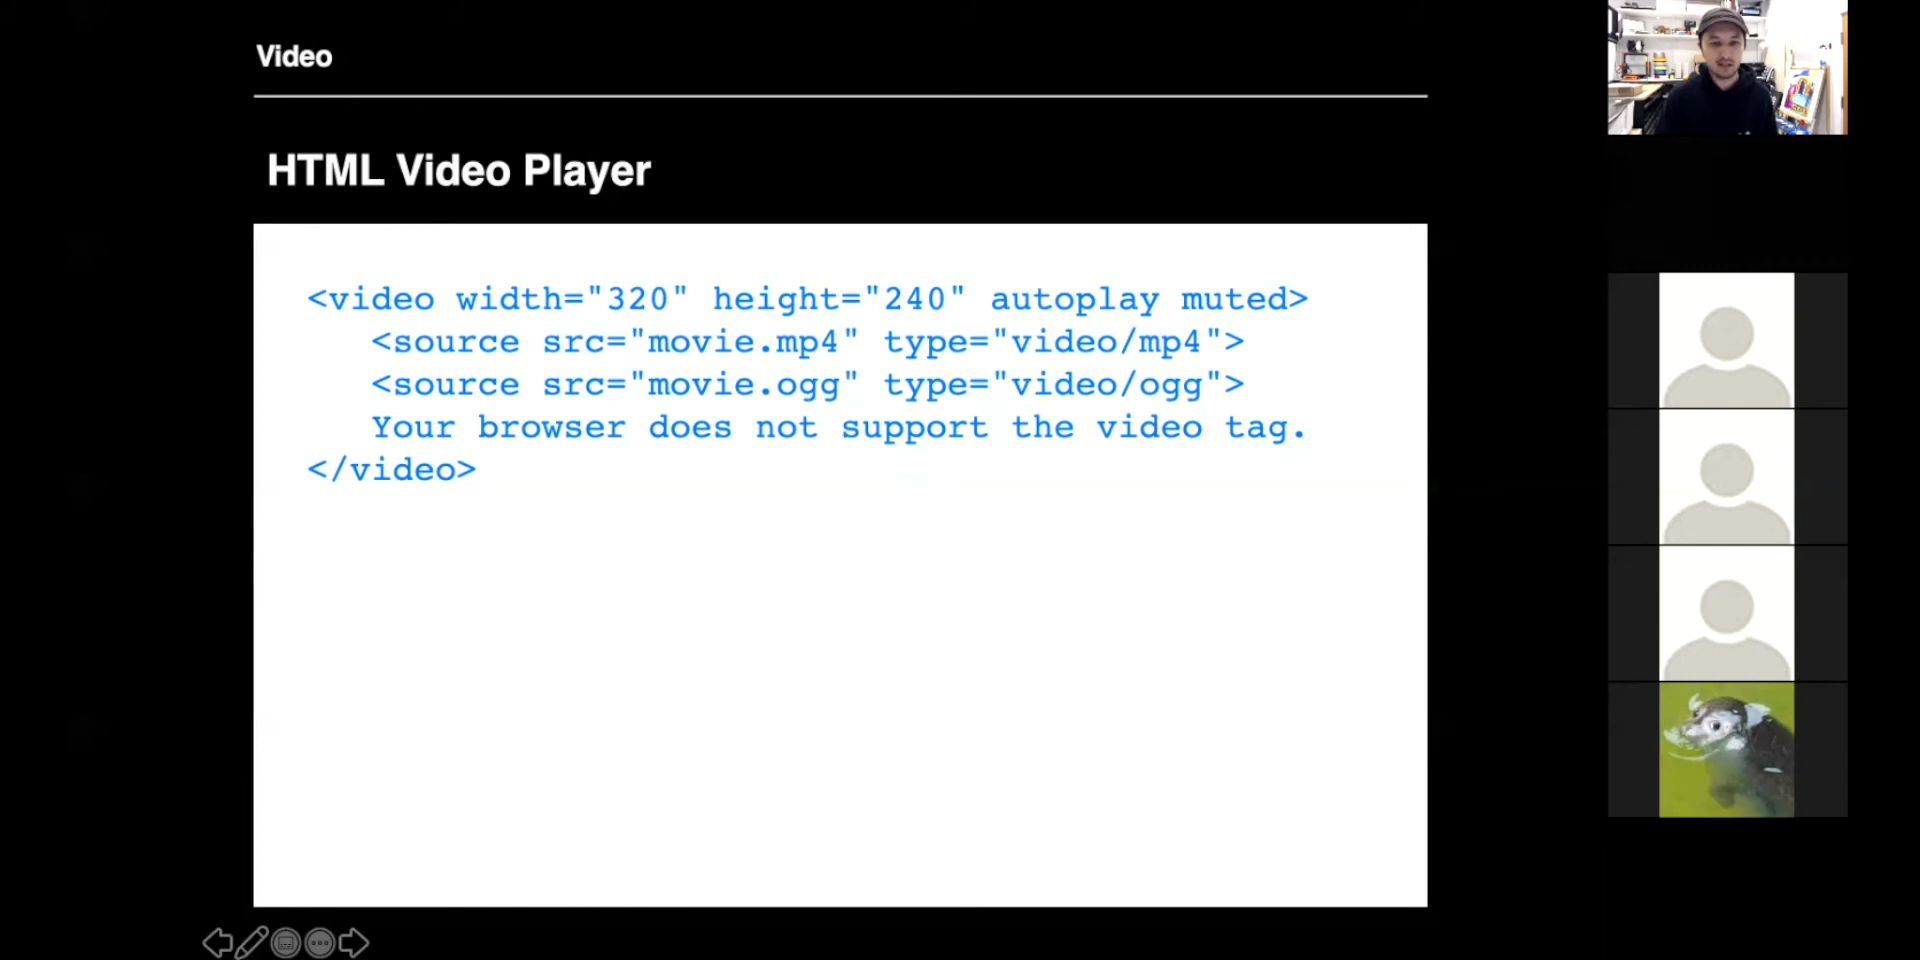 Video
HTML Video Player
<video width="320" height="240" autoplay muted>
<source src="movie.mp4" type="video/mp4">
<source src="movie.ogg" type="video/ogg">
Your browser does not support the video tag.
</video>